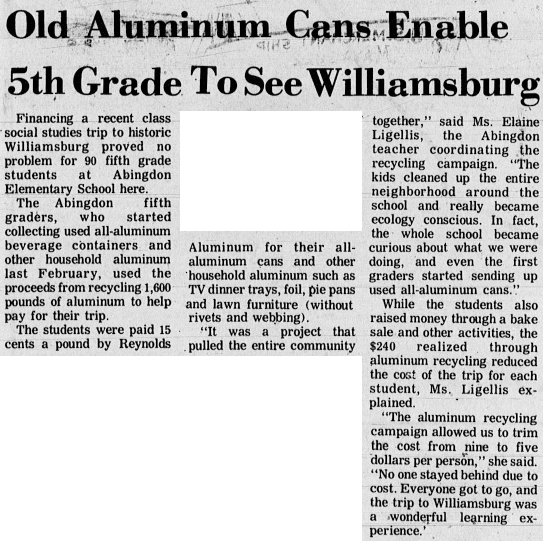 Old Aluminum Cans Enable
5th Grade To See Williamsburg
Financing a recent class
social studies trip to historic
Williamsburg proved no
problem for 90 fifth grade
students at Abingdon
Elementary School here.
The Abingdon fifth
graders, who started
collecting used all-aluminum
beverage containers and
other household aluminum
last February, used the
proceeds from recycling 1,600
pounds of aluminum to help
pay for their trip.
The students were paid 15
cents a pound by Reynolds
Aluminum for their all-
aluminum cans and other
household aluminum such as
TV dinner trays, foil, pie pans
and lawn furniture (without
rivets and webbing).
"It was a project that
pulled the entire community
together," said Ms. Elaine
Ligellis, the Abingdon
teacher coordinating the
recycling campaign. "The
kids cleaned up the entire
neighborhood around the
school and really became
ecology conscious. In fact,
the whole school became
curious about what we were
doing, and even the first
graders started sending up
used all-aluminum cans."
While the students also
raised money through a bake
sale and other activities, the
$240 realized through
aluminum recycling reduced
the cost of the trip for each
student, Ms. Ligellis ex-
plained.
"The aluminum recycling
campaign allowed us to trim
the cost from nine to five
dollars per person," she said.
"No one stayed behind due to
cost. Everyone got to go, and
the trip to Williamsburg was
a wonderful learning ex-
perience.'